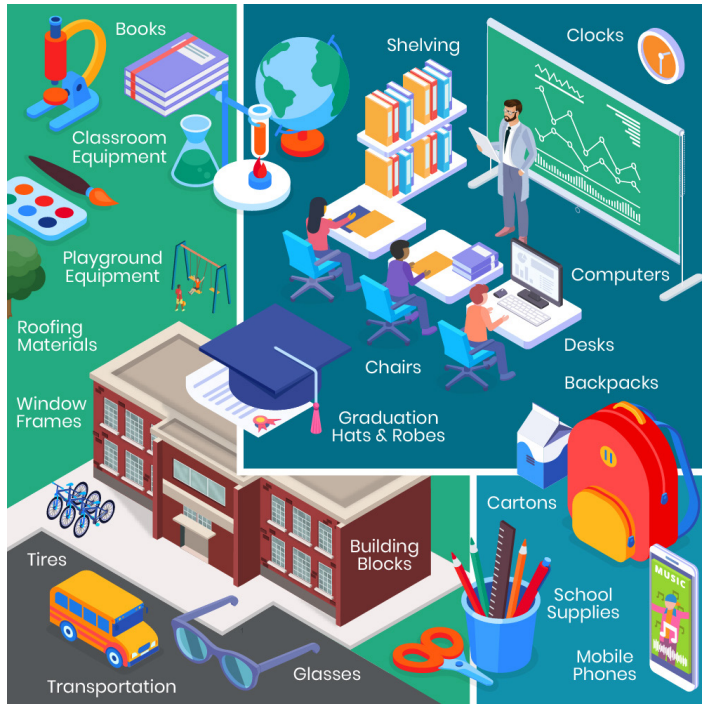 Books
Classroom
Equipment
Playground
Equipment
Roofing
Materials
Window
Frames
Shelving
Clocks
Computers
Desks
Chairs
Graduation
Hats & Robes
Backpacks
Cartons
Building
Blocks
Tires
Transportation
Glasses
School
Supplies
MUSIC
Mobile
Phones